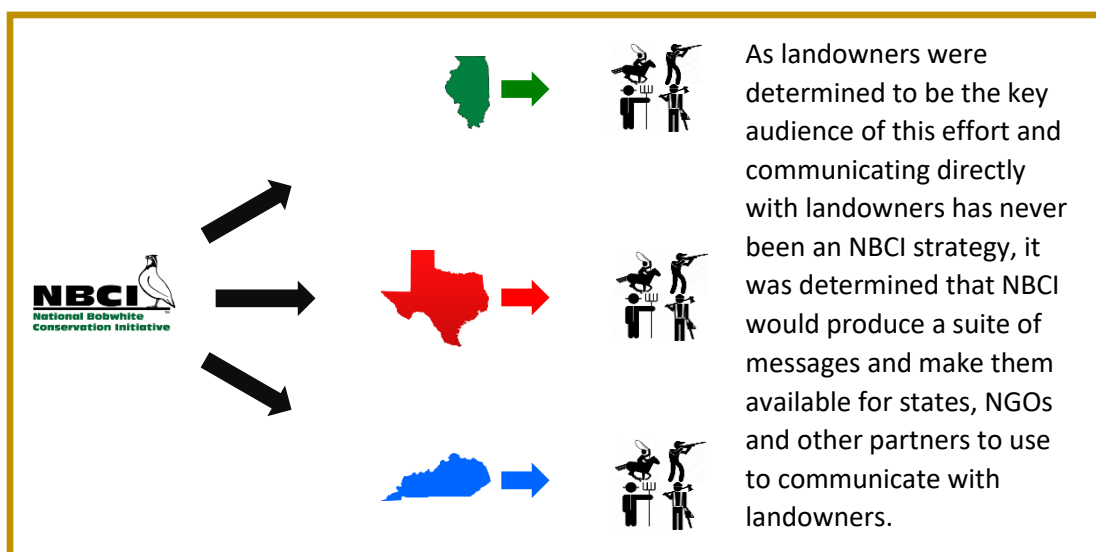 NBCI
TM
National Bobwhite
Conservation Initiative
As landowners were
determined to be the key
audience of this effort and
communicating directly
with landowners has never
been an NBCI strategy, it
was determined that NBCI
would produce a suite of
messages and make them
available for states, NGOs
and other partners to use
to communicate with
landowners.